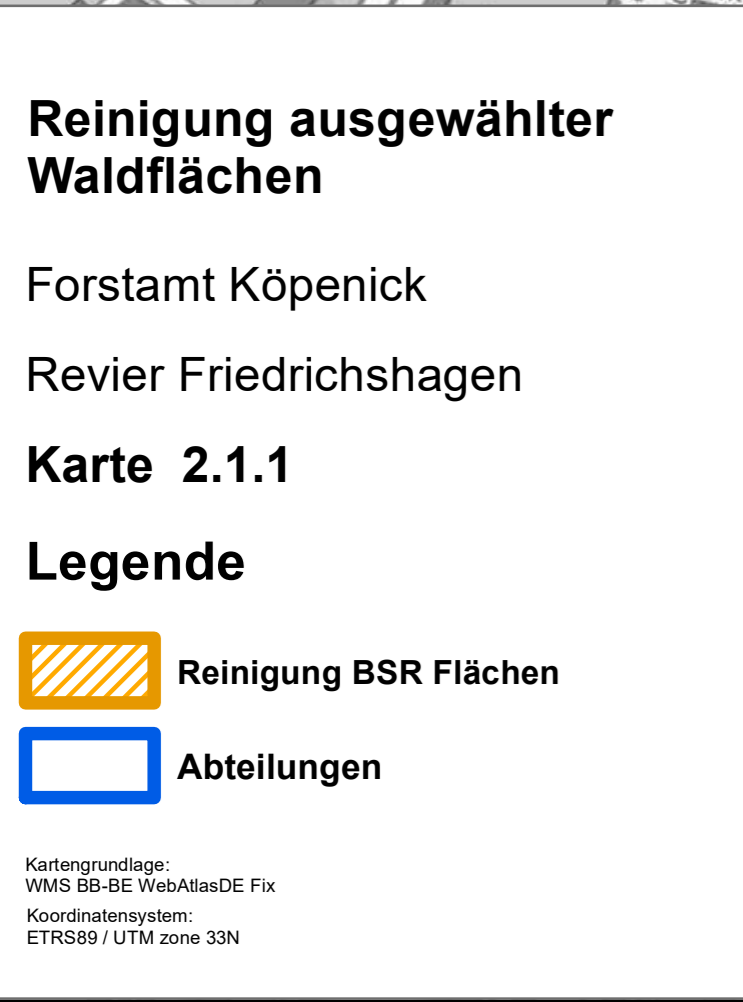 Reinigung ausgewählter
Waldflächen
Forstamt Köpenick
Revier Friedrichshagen
Karte  2.1.1
Legende
Reinigung BSR Flächen
Abteilungen
Kartengrundlage:
WMS BB-BE WebAtlasDE Fix
Koordinatensystem:
ETRS89 / UTM zone 33N